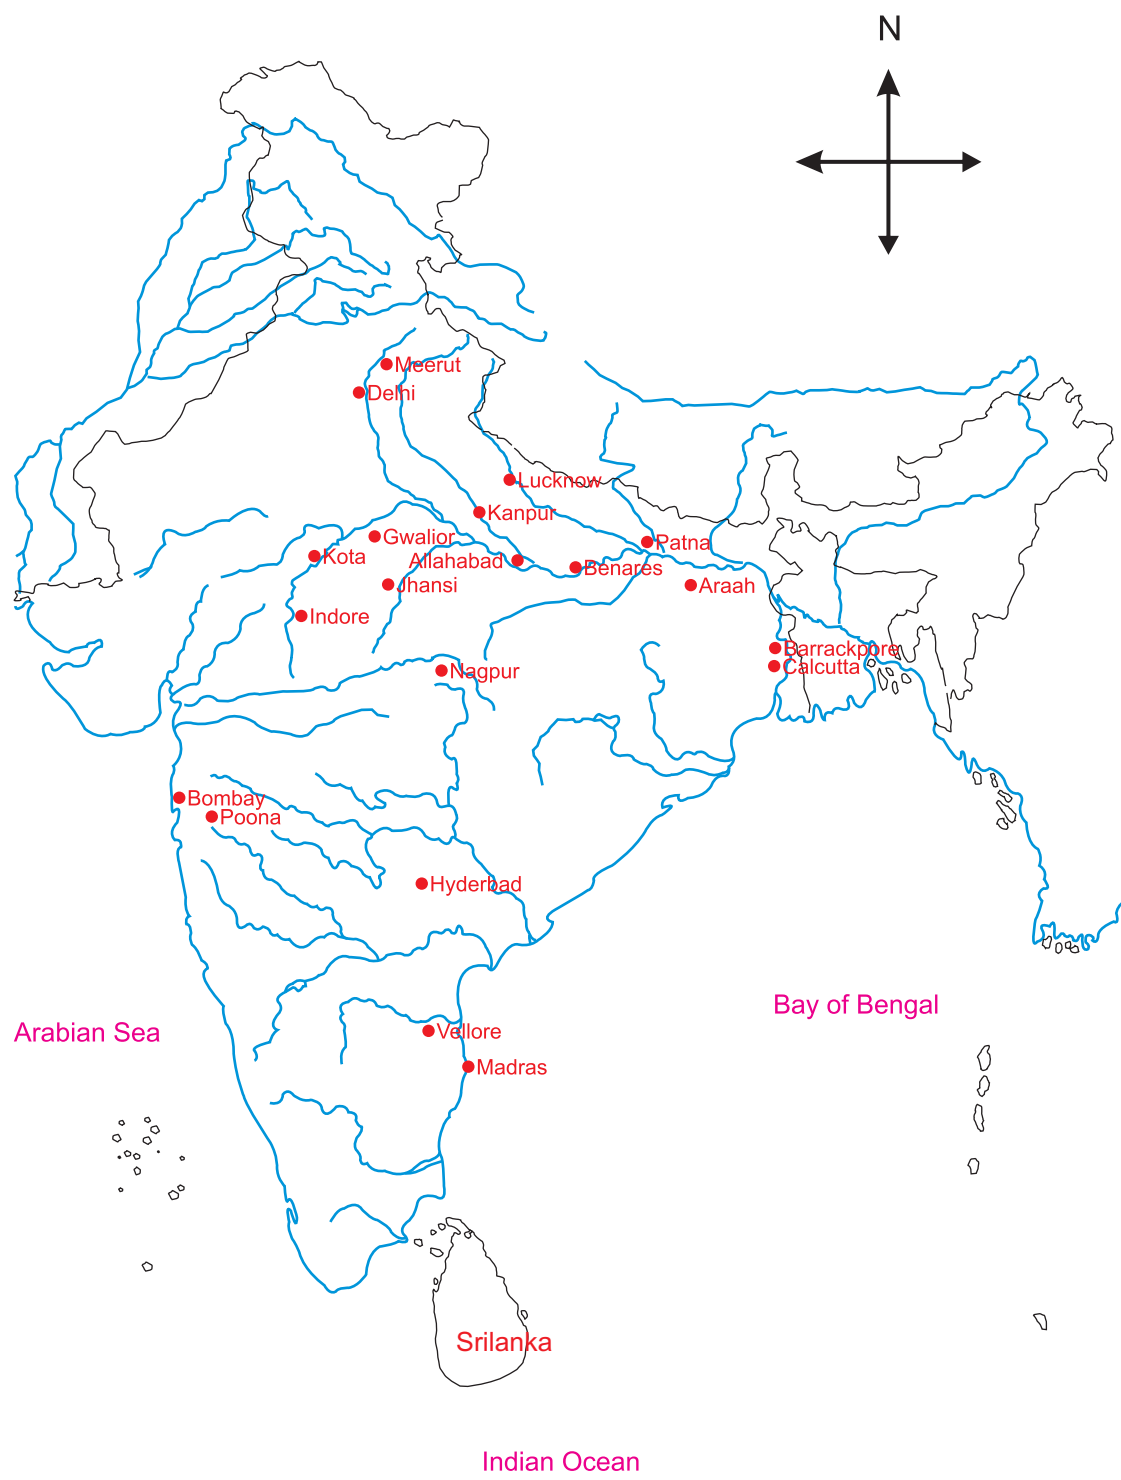 N
Meerut
Delhi
Lucknow
Kanpur
Gwalior
Patna
Kota
Allahabad
Benares
Jhansi
Araah
Indore
Barrackpore
Calcutta
Nagpur
Bombay
Poona
Hyderbad
Bay of Bengal
Arabian Sea
Vellore
Madras
Srilanka
Indian Ocean